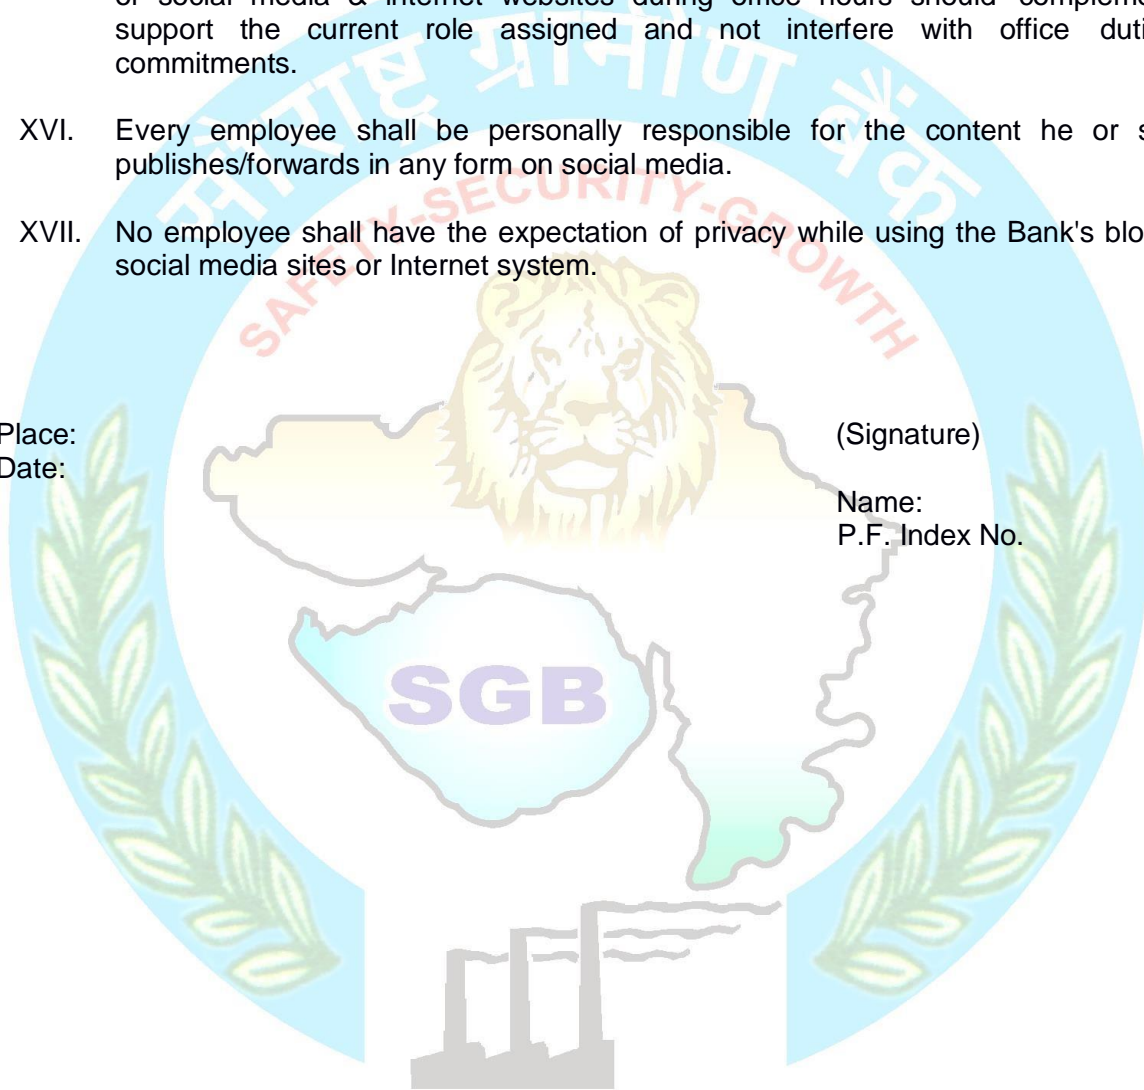 of social media & internet websites during office hours should
support the current role assigned and not interfere with office
commitments.
XVI. Every employee shall be personally responsible for the content he or
publishes/forwards in any form on social media.
XVII. No employee shall have the expectation of privacy while using the Bank's
social media sites or Internet system.
Place:
(Signature)
Date:
Name:
P.F. Index No.
सौराष्ट्र ग्रामीण बैंक
SAFETY-SECURITY-GROWTH
SGB